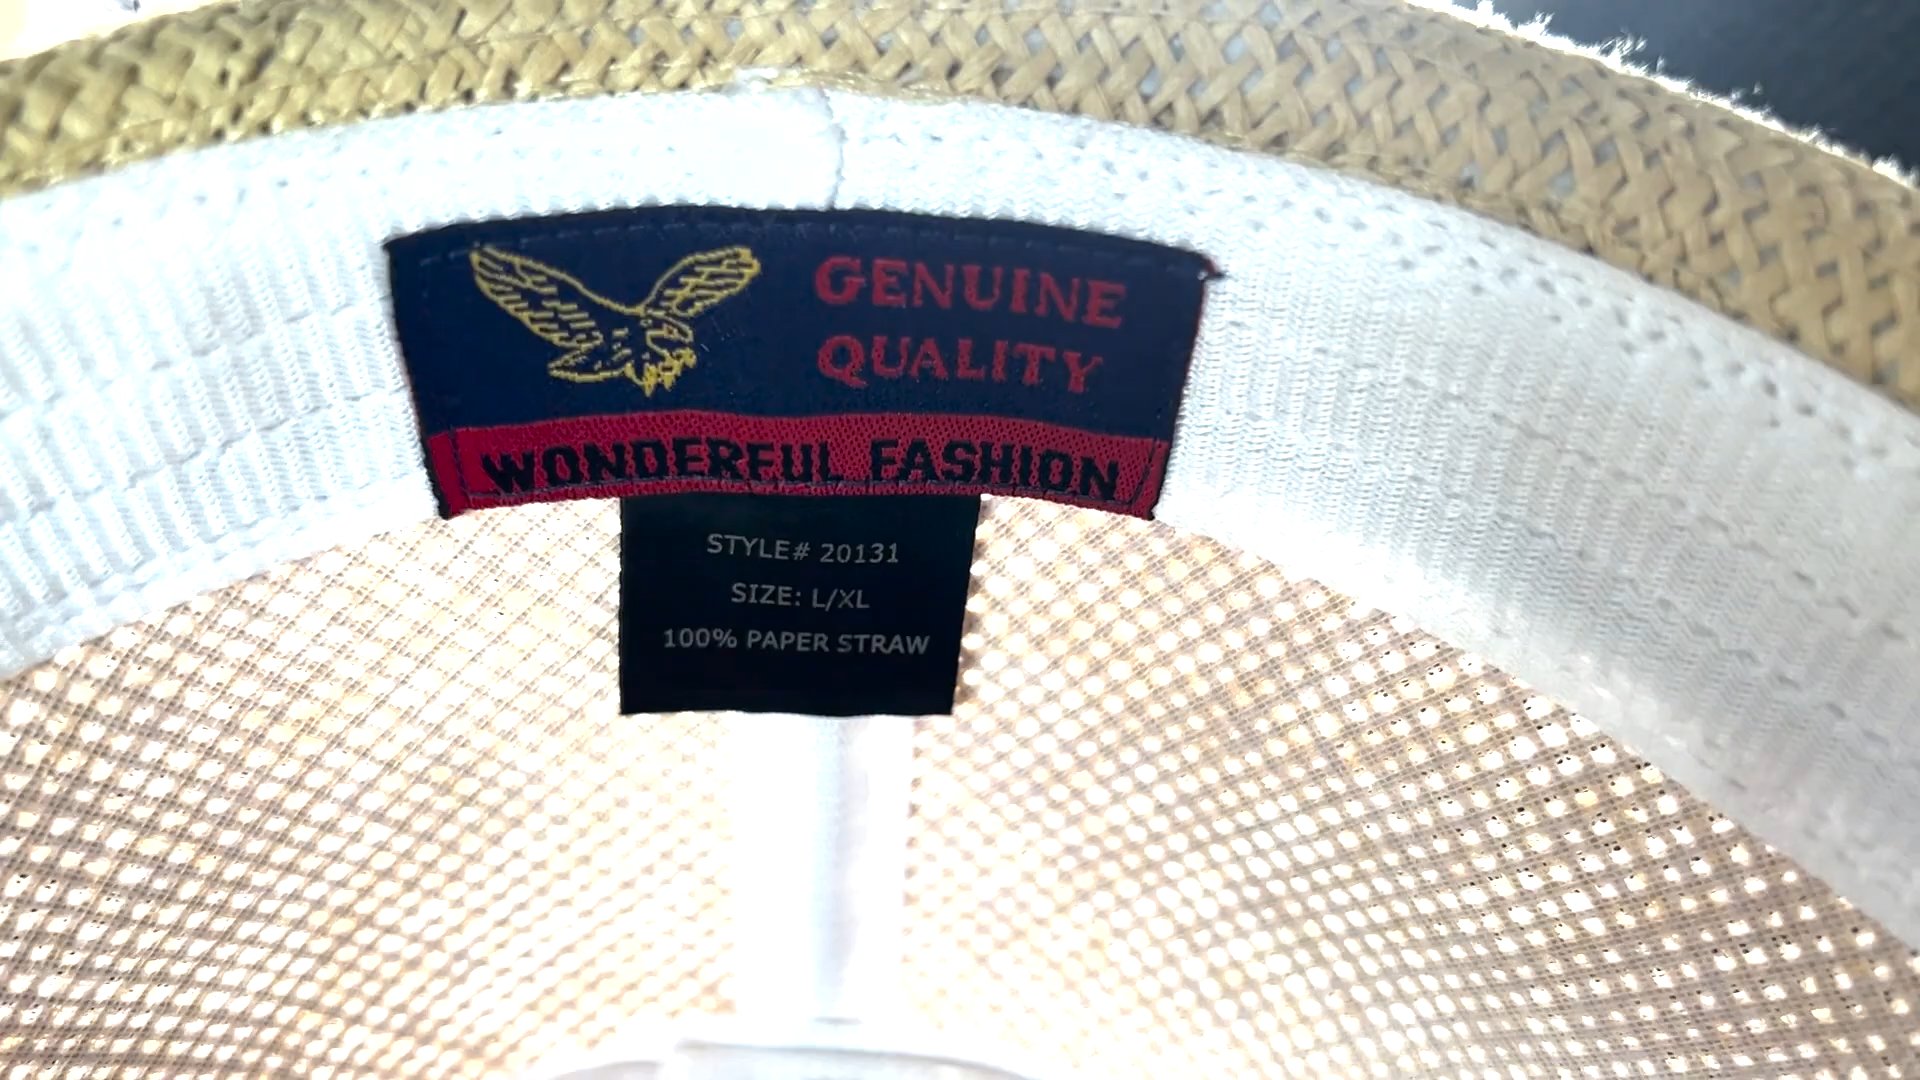 GENUINE
QUALITY
WONDERFUL FASHION
STYLE# 20131
SIZE: L/XL
100% PAPER STRAW